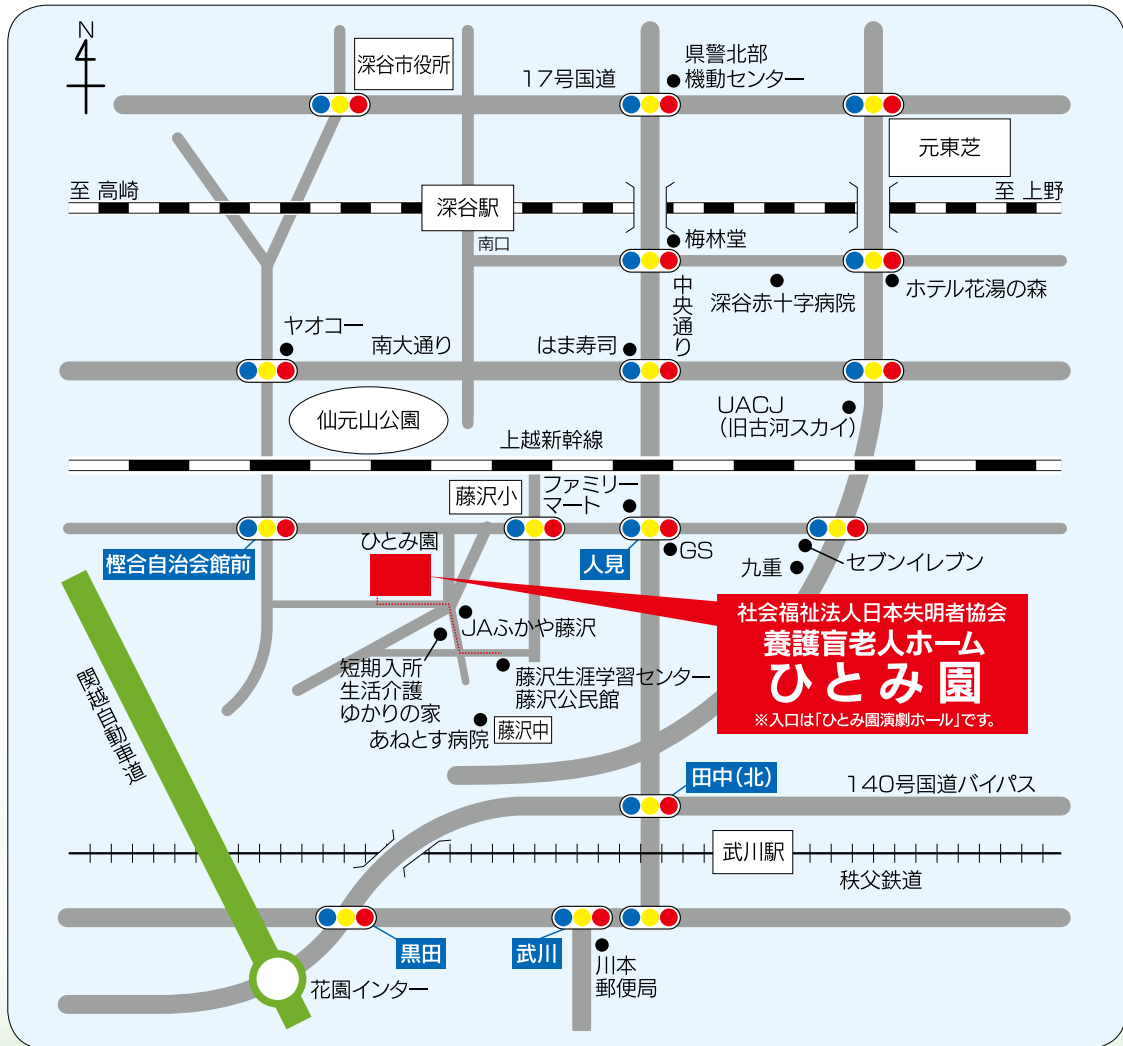 N
深谷市役所
17号国道
県警北部
機動センター
元東芝
至 高崎
深谷駅
至 上野
南口
梅林堂
中央通り
深谷赤十字病院
ホテル花湯の森
ヤオコー
南大通り
はま寿司
仙元山公園
UACJ
(旧古河スカイ)
上越新幹線
藤沢小
ファミリー
マート
樫合自治会館前
ひとみ園
人見
GS
九重
セブンイレブン
社会福祉法人日本失明者協会
養護盲老人ホーム
ひとみ園
※入口は「ひとみ園演劇ホール」です。
JAふかや藤沢
短期入所
生活介護
ゆかりの家
藤沢生涯学習センター
藤沢公民館
あねとす病院
藤沢中
関越自動車道
田中(北)
140号国道バイパス
武川駅
秩父鉄道
黒田
武川
川本
郵便局
花園インター